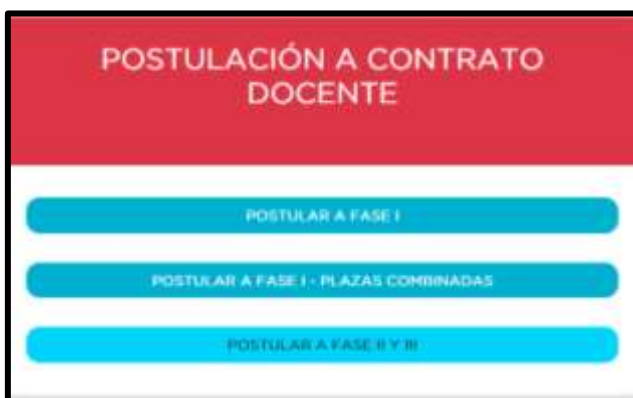 POSTULACIÓN A CONTRATO
DOCENTE
POSTULAR A FASE I
POSTULAR A FASE I - PLAZAS COMBINADAS
POSTULAR A FASE II Y III